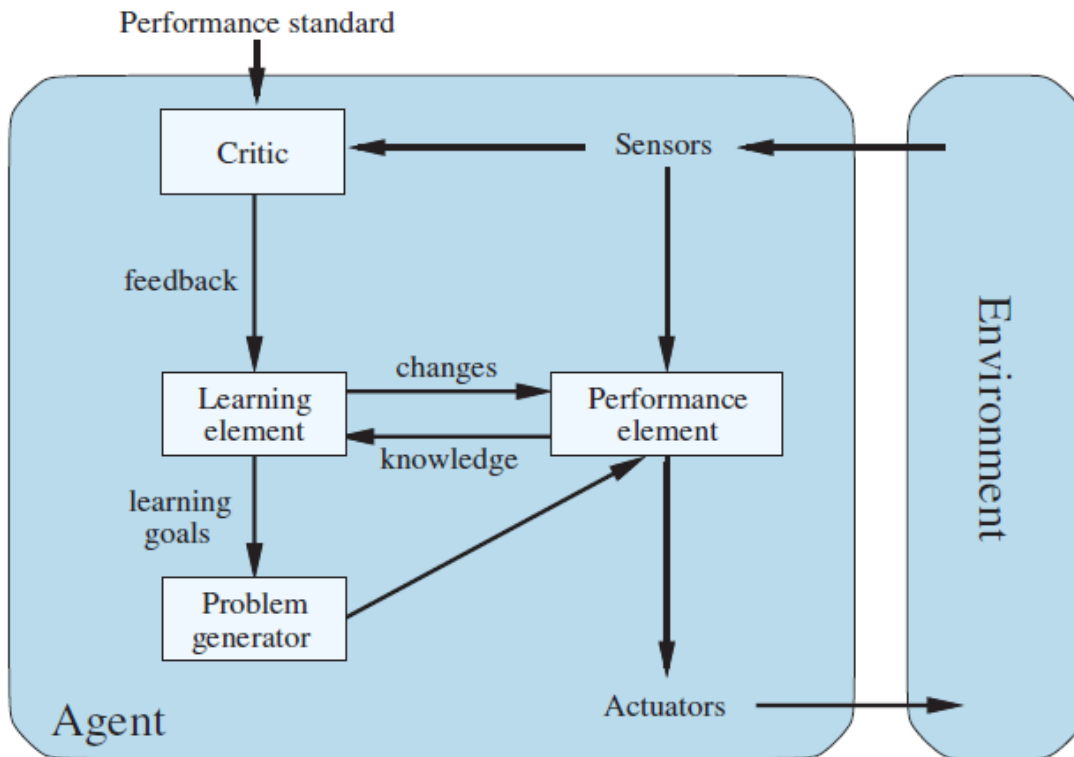 Performance standard
Critic
Sensors
feedback
changes
Learning
element
Performance
element
knowledge
learning
goals
Problem
generator
Agent
Actuators
Environment